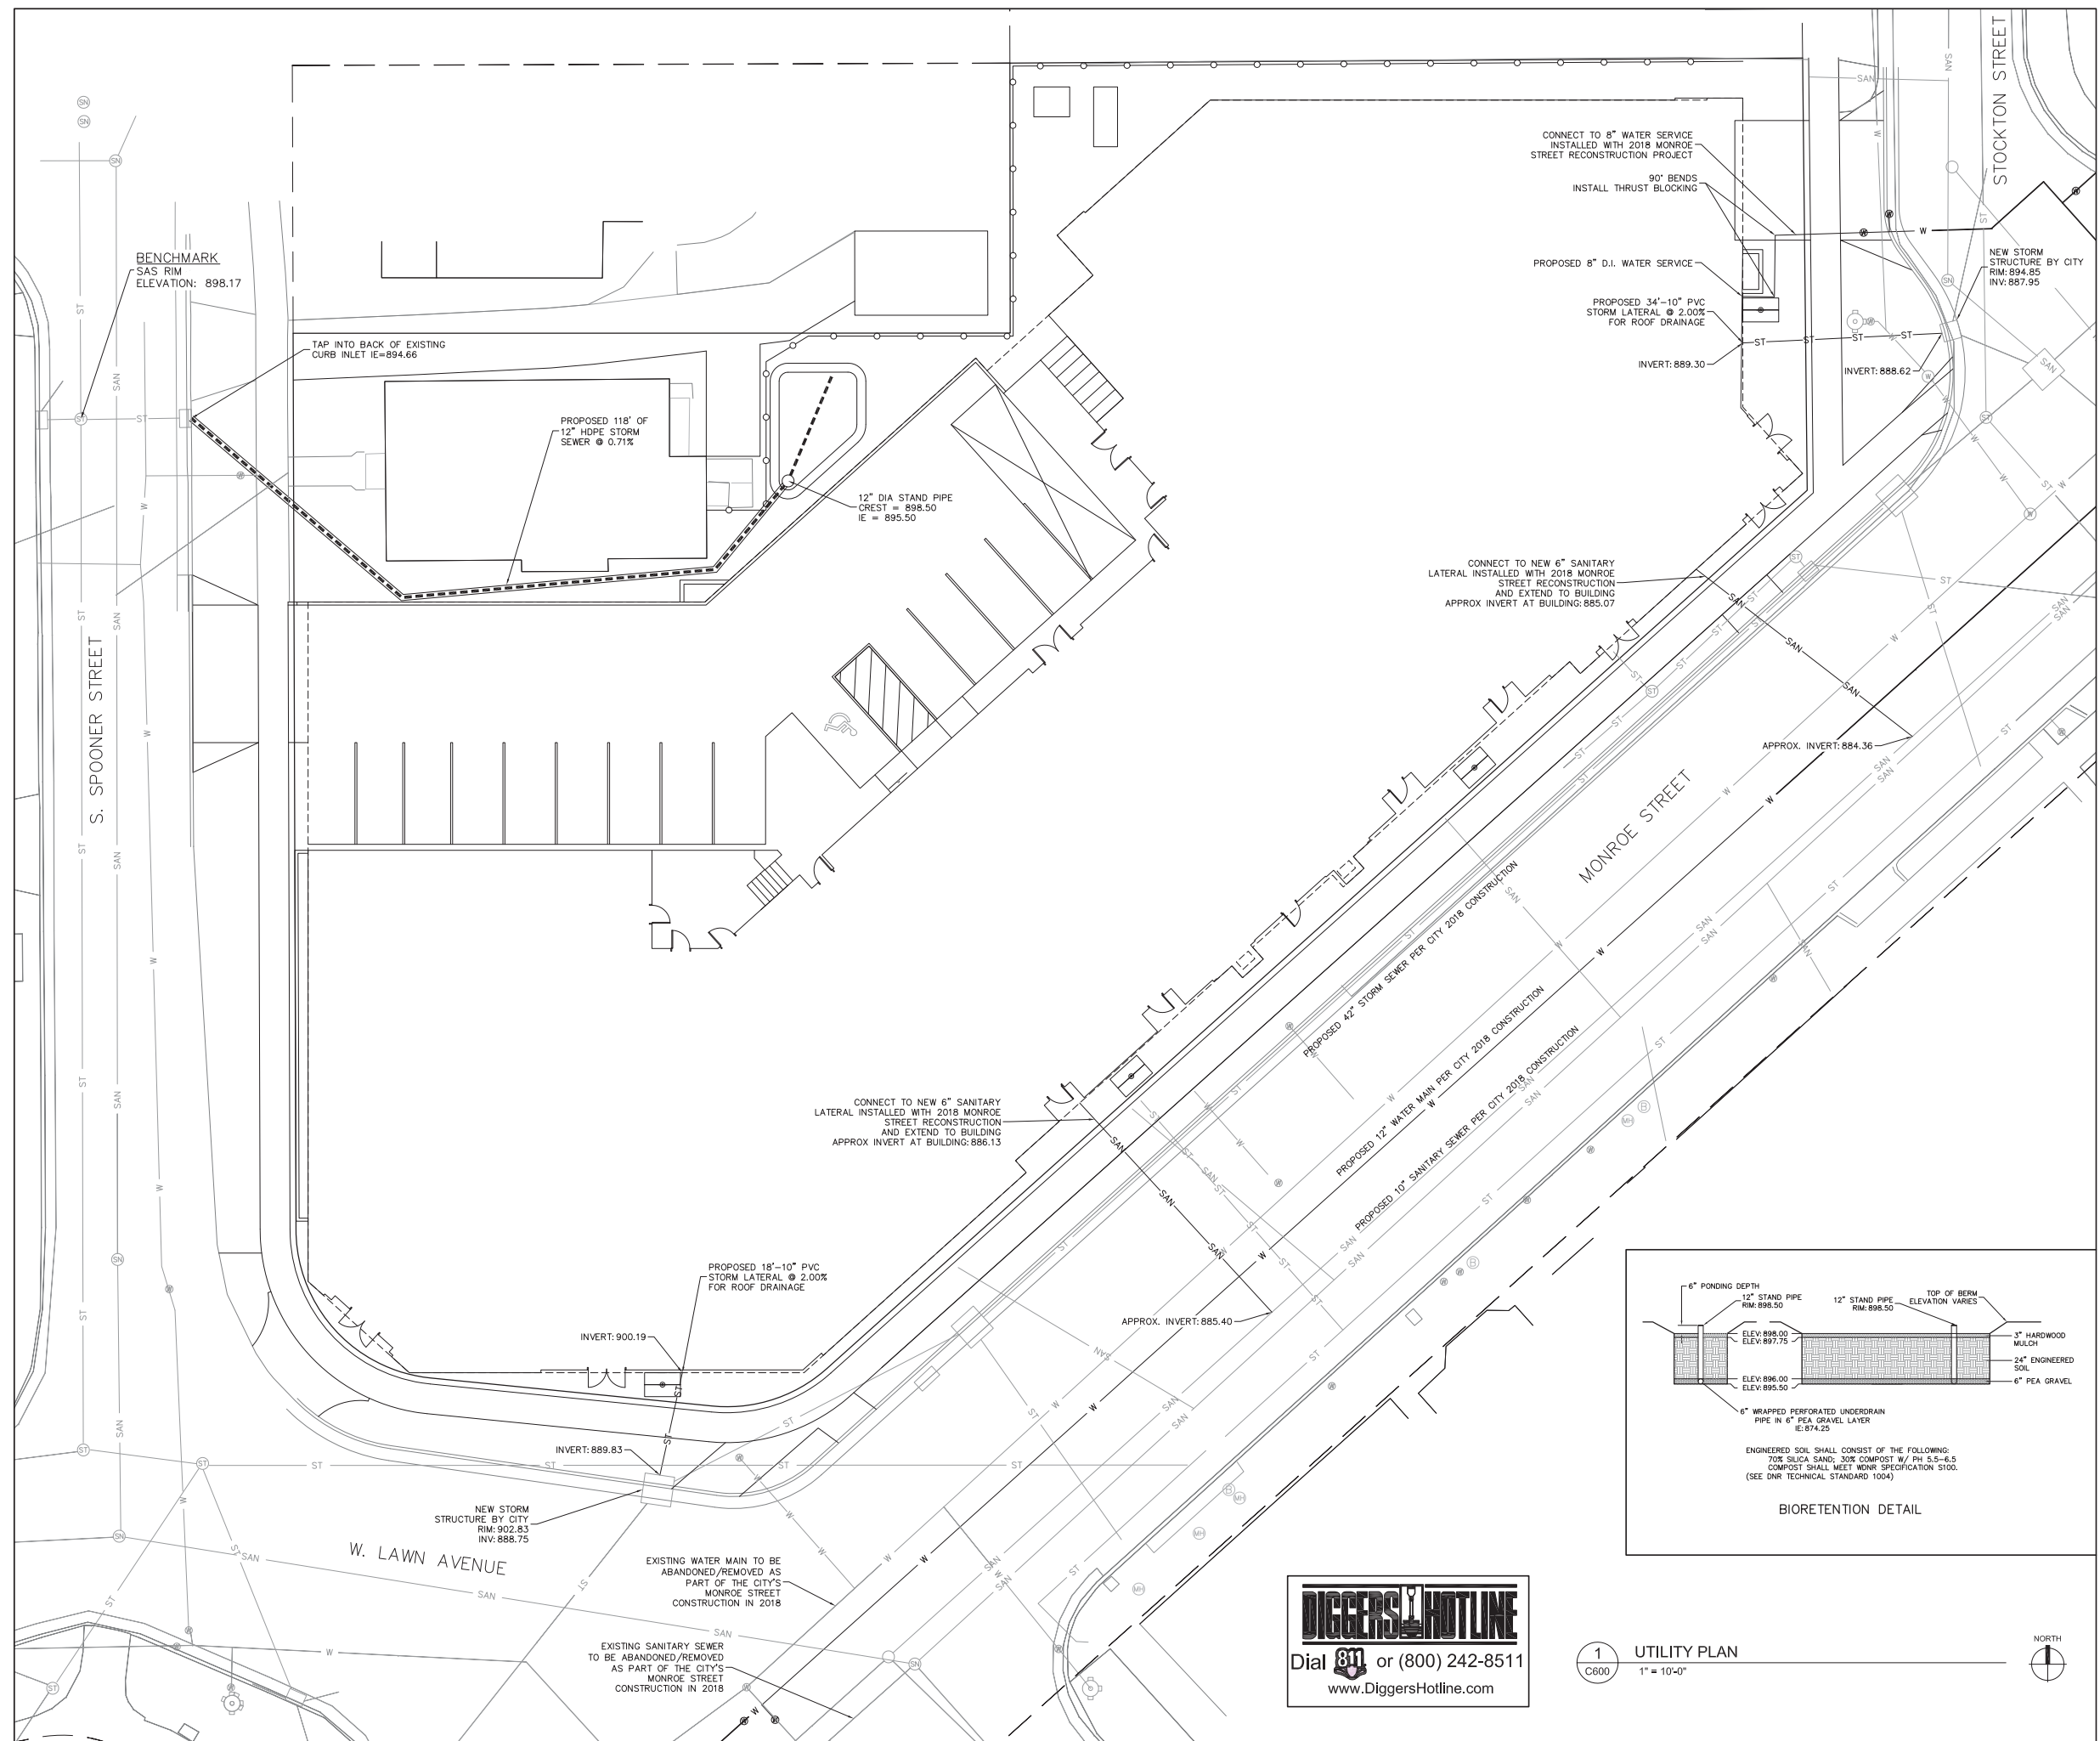 STOCKTON STREET
CONNECT TO 8" WATER SERVICE
INSTALLED WITH 2018 MONROE
STREET RECONSTRUCTION PROJECT
90° BENDS
INSTALL THRUST BLOCKING
PROPOSED 8" D.I. WATER SERVICE
PROPOSED 34'-10" PVC
STORM LATERAL @ 2.00%
FOR ROOF DRAINAGE
INVERT: 889.30
INVERT: 888.62
NEW STORM
STRUCTURE BY CITY
RIM: 894.85
INV: 887.95
BENCHMARK
SAS RIM
ELEVATION: 898.17
TAP INTO BACK OF EXISTING
CURB INLET IE=894.66
PROPOSED 118' OF
12" HDPE STORM
SEWER @ 0.71%
12" DIA STAND PIPE
CREST = 898.50
IE = 895.50
CONNECT TO NEW 6" SANITARY
LATERAL INSTALLED WITH 2018 MONROE
STREET RECONSTRUCTION
AND EXTEND TO BUILDING
APPROX INVERT AT BUILDING: 885.07
APPROX. INVERT: 884.36
S. SPOONER STREET
MONROE STREET
PROPOSED 42" STORM SEWER PER CITY 2018 CONSTRUCTION
PROPOSED 12" WATER MAIN PER CITY 2018 CONSTRUCTION
PROPOSED 10" SANITARY SEWER PER CITY 2018 CONSTRUCTION
CONNECT TO NEW 6" SANITARY
LATERAL INSTALLED WITH 2018 MONROE
STREET RECONSTRUCTION
AND EXTEND TO BUILDING
APPROX INVERT AT BUILDING: 886.13
APPROX. INVERT: 885.40
PROPOSED 18'-10" PVC
STORM LATERAL @ 2.00%
FOR ROOF DRAINAGE
INVERT: 900.19
INVERT: 889.83
NEW STORM
STRUCTURE BY CITY
RIM: 902.83
INV: 888.75
W. LAWN AVENUE
EXISTING WATER MAIN TO BE
ABANDONED/REMOVED AS
PART OF THE CITY'S
MONROE STREET
CONSTRUCTION IN 2018
EXISTING SANITARY SEWER
TO BE ABANDONED/REMOVED
AS PART OF THE CITY'S
MONROE STREET
CONSTRUCTION IN 2018
6" PONDING DEPTH
12" STAND PIPE
RIM: 898.50
12" STAND PIPE
RIM: 898.50
TOP OF BERM
ELEVATION VARIES
ELEV: 898.00
ELEV: 897.75
ELEV: 896.00
ELEV: 895.50
3" HARDWOOD
MULCH
24" ENGINEERED
SOIL
6" PEA GRAVEL
6" WRAPPED PERFORATED UNDERDRAIN
PIPE IN 6" PEA GRAVEL LAYER
IE: 874.25
ENGINEERED SOIL SHALL CONSIST OF THE FOLLOWING:
70% SILICA SAND; 30% COMPOST W/ PH 5.5-6.5
COMPOST SHALL MEET WDNR SPECIFICATION S100.
(SEE DNR TECHNICAL STANDARD 1004)
BIORETENTION DETAIL
DIGGERS HOTLINE
Dial 811 or (800) 242-8511
www.DiggersHotline.com
1
C600
UTILITY PLAN
1" = 10'-0"
NORTH